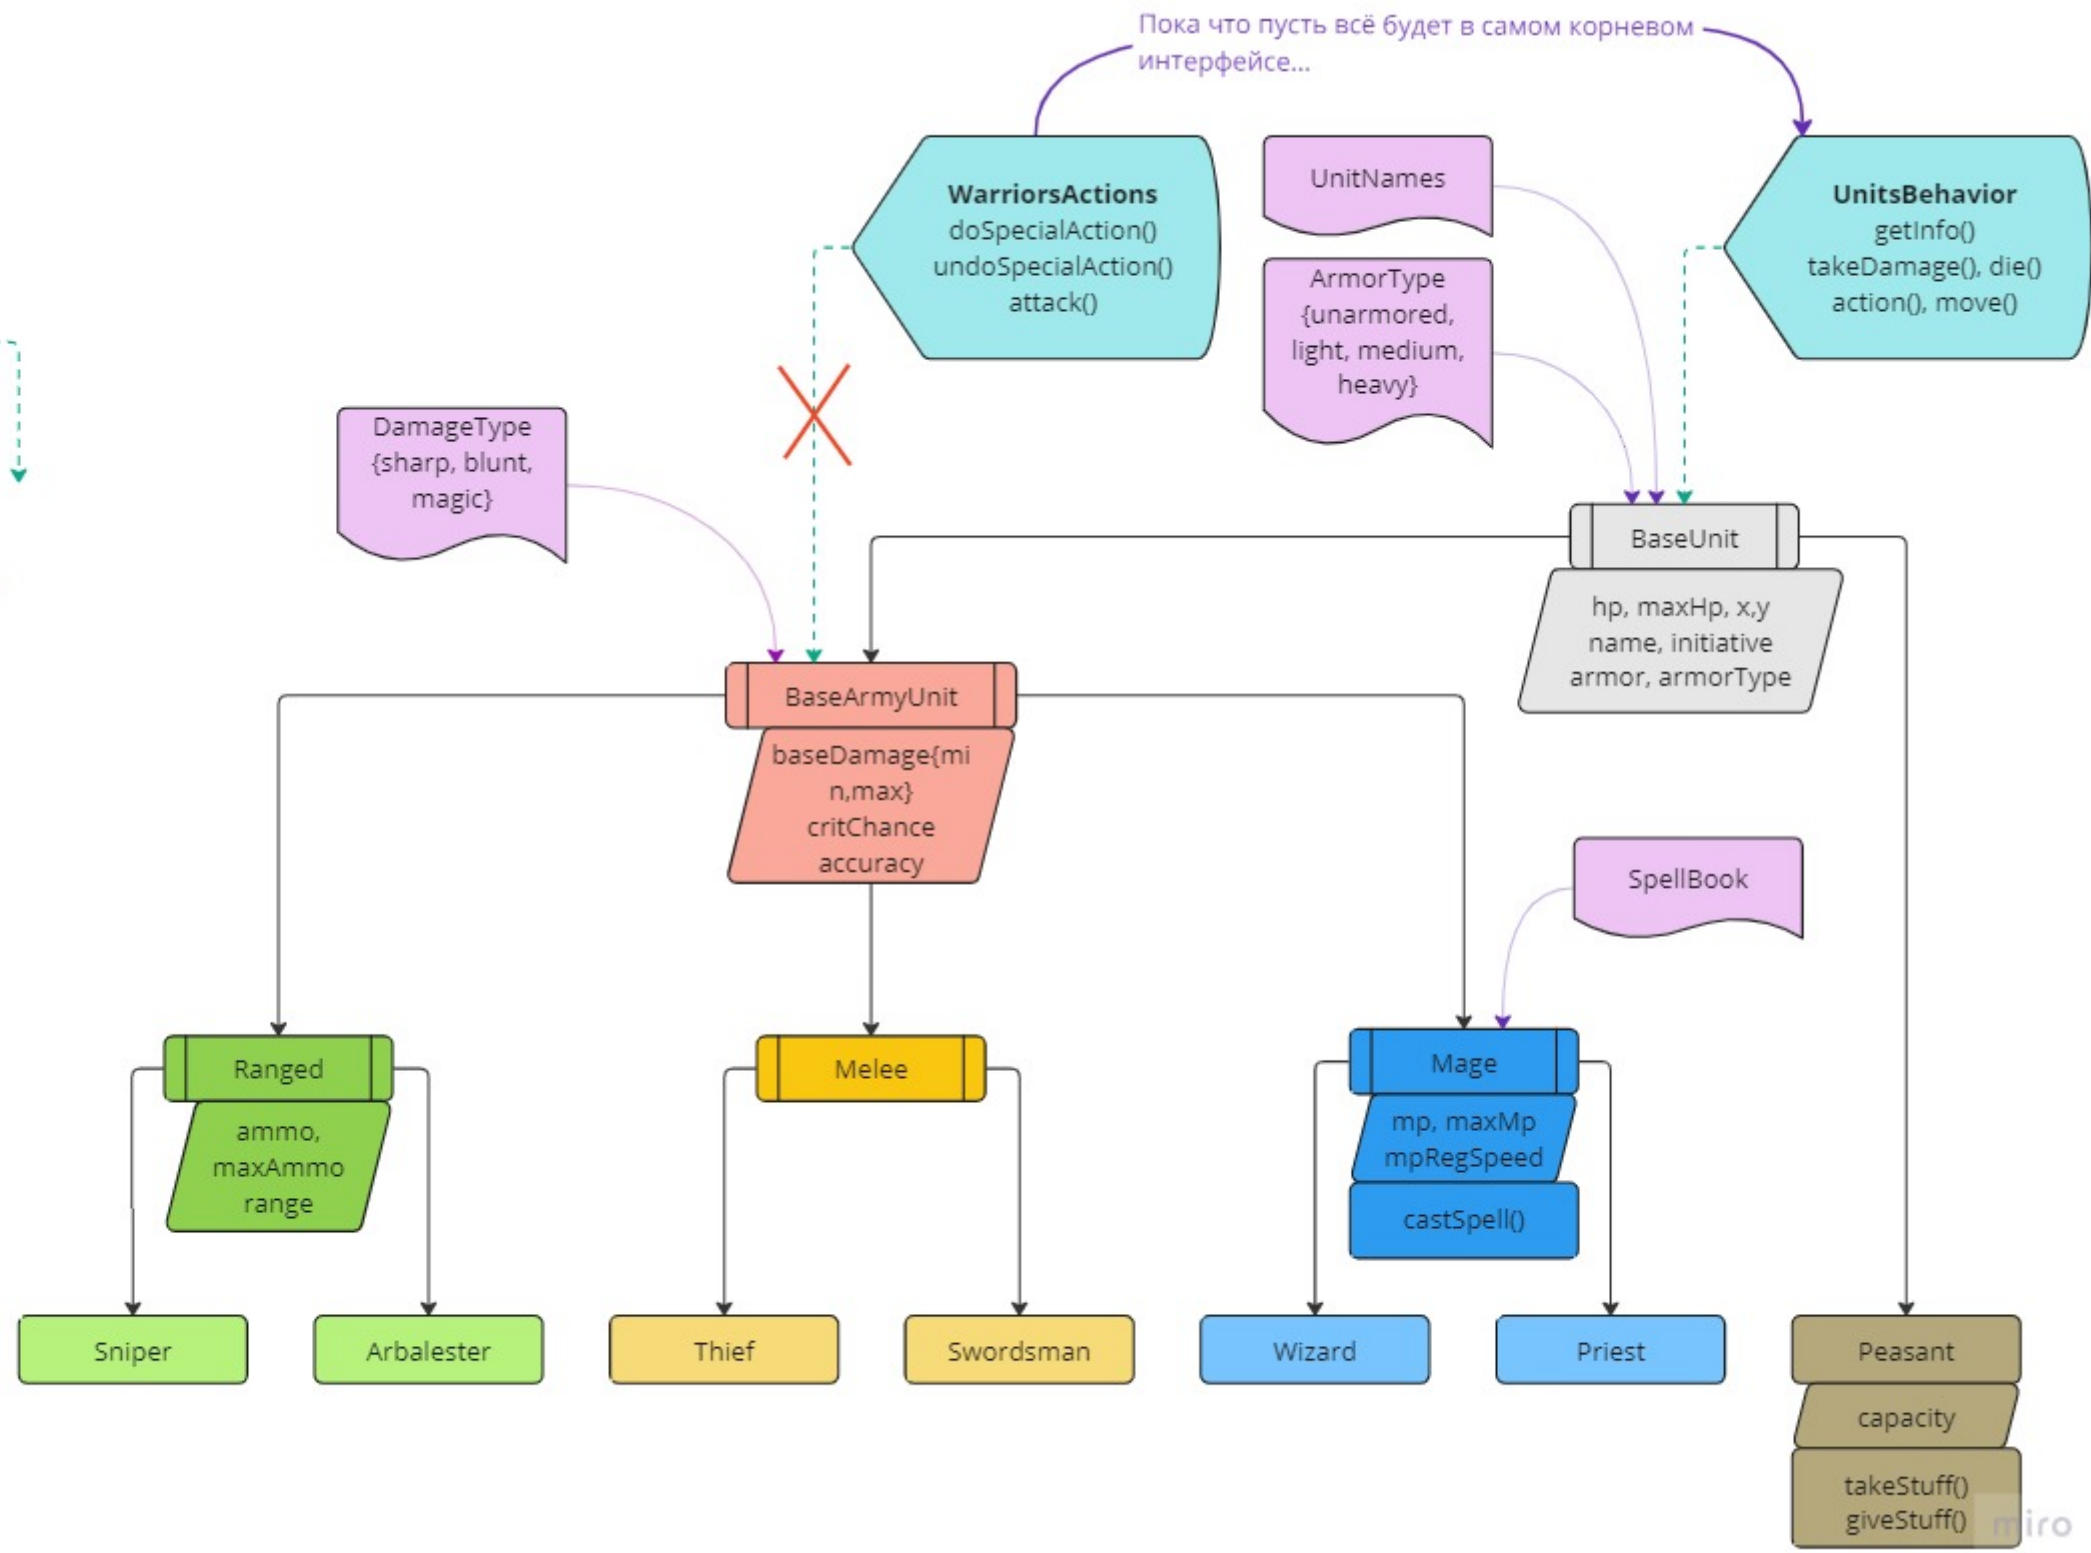 Пока что пусть всё будет в самом корневом
интерфейсе...
WarriorsActions
doSpecialAction()
undoSpecialAction()
attack()
UnitNames
ArmorType
{unarmored,
light, medium,
heavy}
UnitsBehavior
getInfo()
takeDamage(), die()
action(), move()
DamageType
{sharp, blunt,
magic}
BaseUnit
hp, maxHp, x,y
name, initiative
armor, armorType
BaseArmyUnit
baseDamage{mi
n,max}
critChance
accuracy
SpellBook
Ranged
ammo,
maxAmmo
range
Melee
Mage
mp, maxMp
mpRegSpeed
castSpell()
Sniper
Arbalester
Thief
Swordsman
Wizard
Priest
Peasant
capacity
takeStuff()
giveStuff()
miro